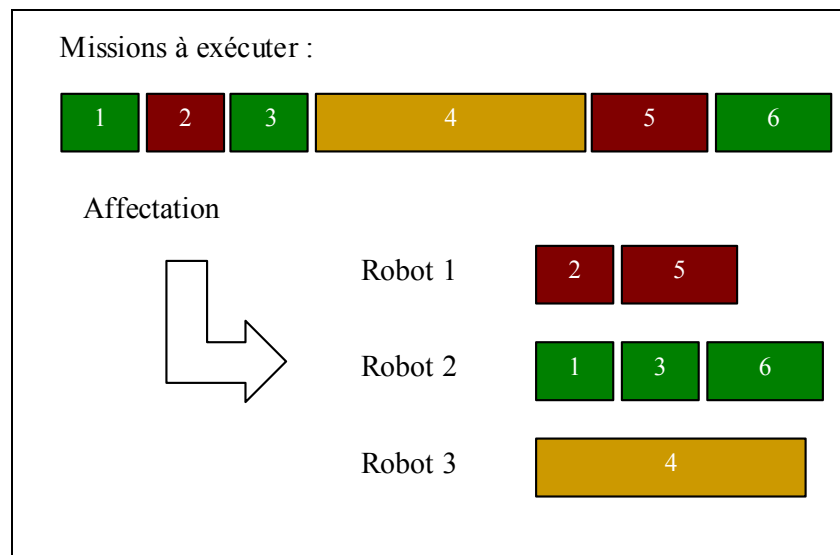 Missions à exécuter :
1 2 3 4 5 6
Affectation
Robot 1 2 5
Robot 2 1 3 6
Robot 3 4